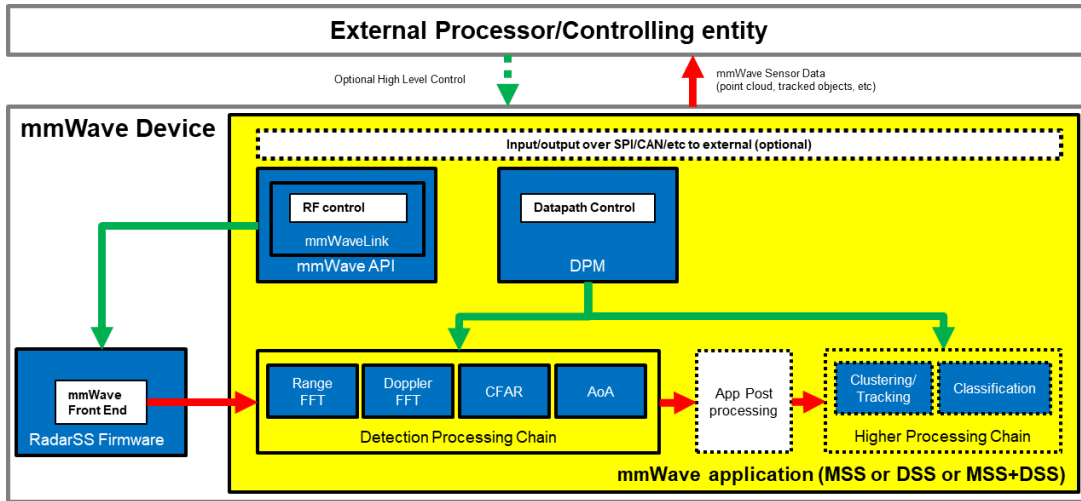 External Processor/Controlling entity
Optional High Level Control
mmWave Sensor Data
(point cloud, tracked objects, etc)
mmWave Device
Input/output over SPI/CAN/etc to external (optional)
RF control
mmWaveLink
mmWave API
Datapath Control
DPM
mmWave
Front End
RadarSS Firmware
Range
FFT
Doppler
FFT
CFAR
AoA
Detection Processing Chain
App Post
processing
Clustering/
Tracking
Classification
Higher Processing Chain
mmWave application (MSS or DSS or MSS+DSS)